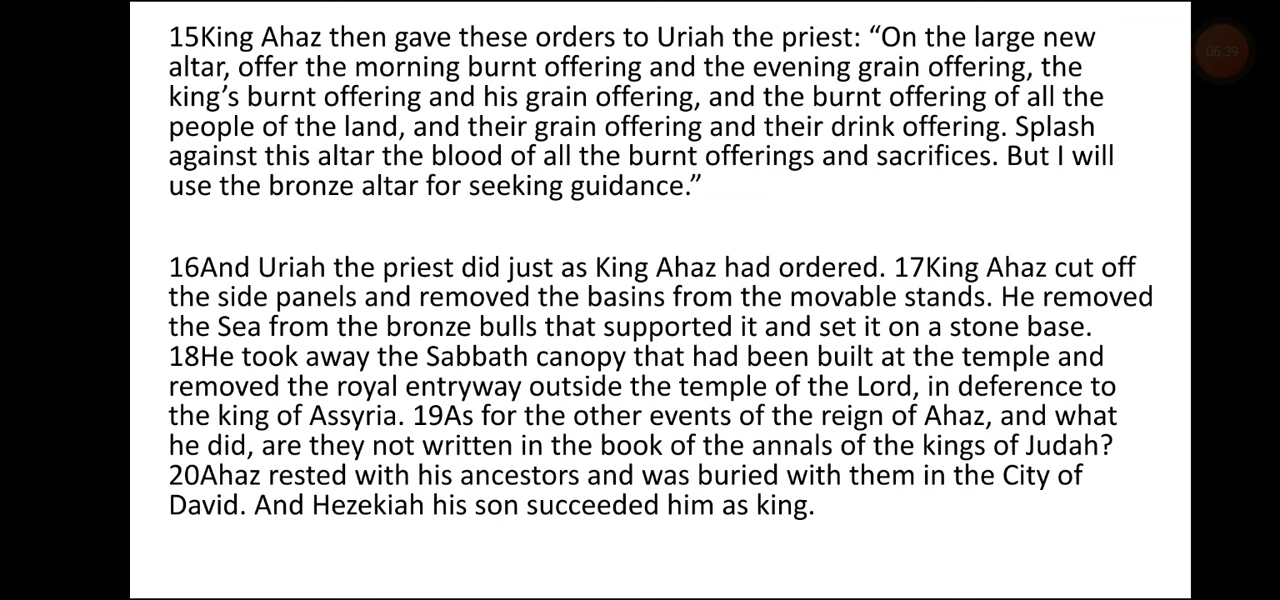 15King Ahaz then gave these orders to Uriah the priest: “On the large new
altar, offer the morning burnt offering and the evening grain offering, the
king’s burnt offering and his grain offering, and the burnt offering of all the
people of the land, and their grain offering and their drink offering. Splash
against this altar the blood of all the burnt offerings and sacrifices. But I will
use the bronze altar for seeking guidance.”
16And Uriah the priest did just as King Ahaz had ordered. 17King Ahaz cut off
the side panels and removed the basins from the movable stands. He removed
the Sea from the bronze bulls that supported it and set it on a stone base.
18He took away the Sabbath canopy that had been built at the temple and
removed the royal entryway outside the temple of the Lord, in deference to
the king of Assyria. 19As for the other events of the reign of Ahaz, and what
he did, are they not written in the book of the annals of the kings of Judah?
20Ahaz rested with his ancestors and was buried with them in the City of
David. And Hezekiah his son succeeded him as king.
06:39